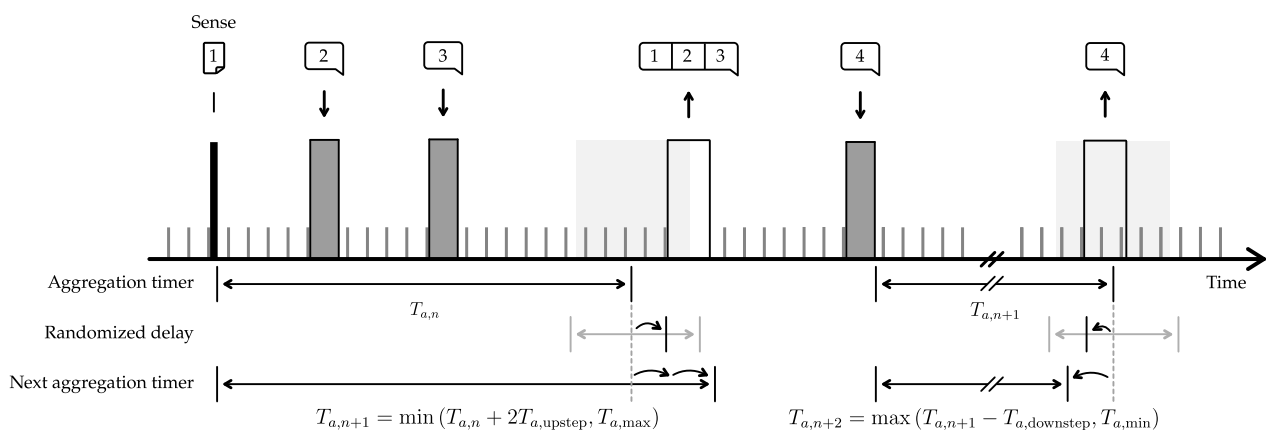 Sense
1 2 3 1 2 3 4 4
Aggregation timer
T_{a,n} T_{a,n+1} Time
Randomized delay
Next aggregation timer
T_{a,n+1} = min (T_{a,n} + 2T_{a,upstep}, T_{a,max}) T_{a,n+2} = max (T_{a,n+1} − T_{a,downstep}, T_{a,min})